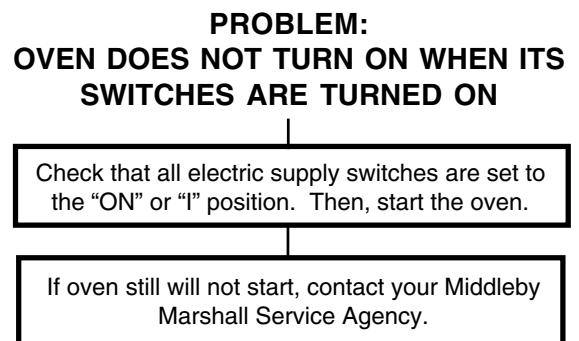 PROBLEM:
OVEN DOES NOT TURN ON WHEN ITS
SWITCHES ARE TURNED ON
Check that all electric supply switches are set to
the “ON” or “I” position. Then, start the oven.
If oven still will not start, contact your Middleby
Marshall Service Agency.